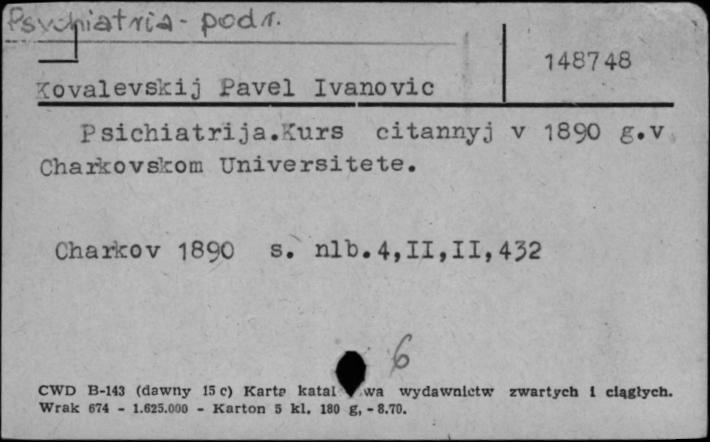 Psychiatria - podr.
148748
Kovalevskij Pavel Ivanovic
Psichiatrija.Kurs citannyj v 1890 g.v
Charkovskom Universitete.
Charkov 1890 s. nlb.4,II,II,432
6
CWD B-143 (dawny 15 c) Karta katal wa wydawnictw zwartych i ciągłych.
Wrak 674 - 1.625.000 - Karton 5 kl. 180 g, - 8.70.